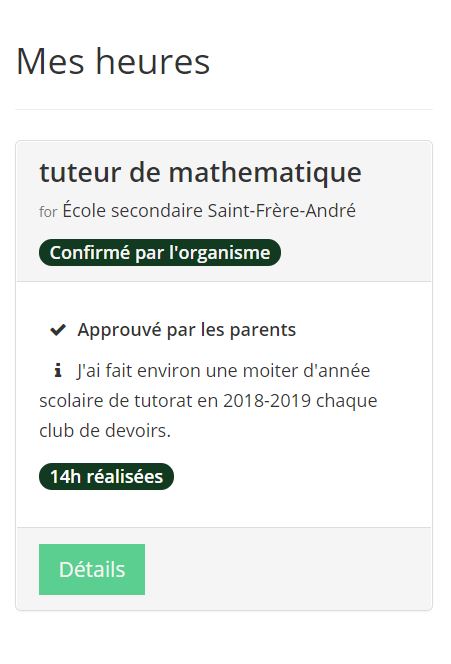 Mes heures
tuteur de mathematique
for École secondaire Saint-Frère-André
Confirmé par l'organisme
Approuvé par les parents
J'ai fait environ une moiter d'année
scolaire de tutorat en 2018-2019 chaque
club de devoirs.
14h réalisées
Détails